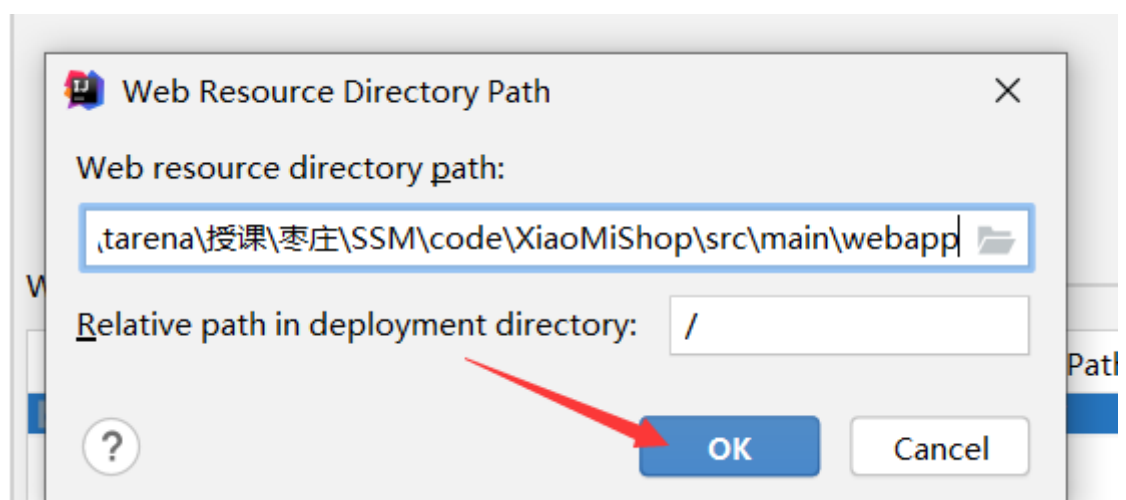 Web Resource Directory Path
Web resource directory path:
\tarena\授课\枣庄\SSM\code\XiaoMiShop\src\main\webapp
Relative path in deployment directory:
/
Path
?
OK
Cancel